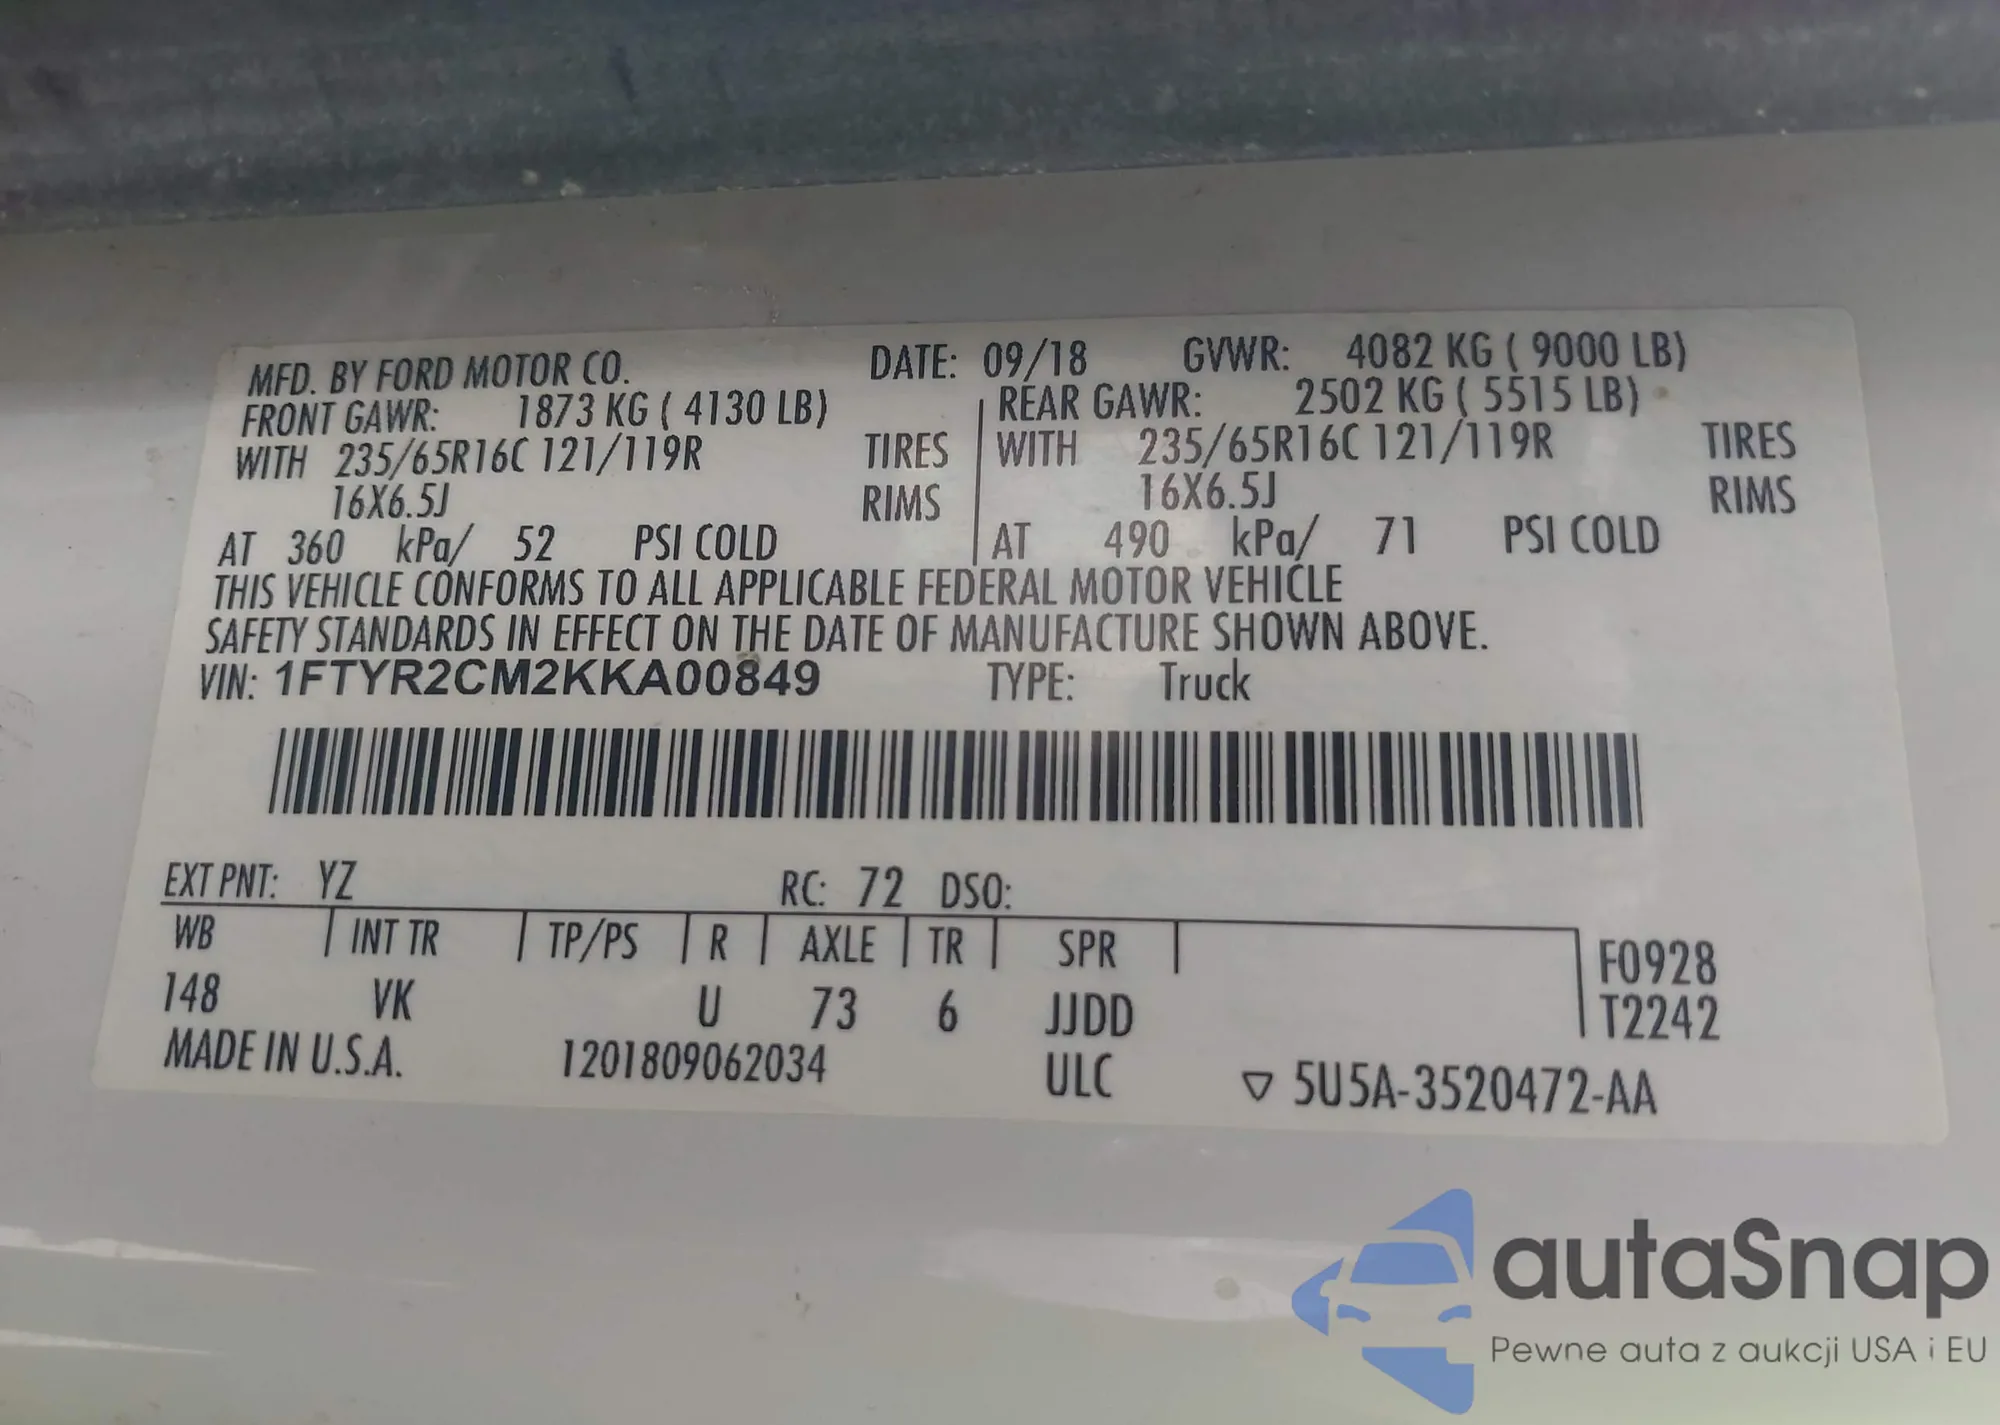 MFD. BY FORD MOTOR CO. DATE: 09/18 GVWR: 4082 KG ( 9000 LB)
FRONT GAWR: 1873 KG ( 4130 LB) REAR GAWR: 2502 KG ( 5515 LB)
WITH 235/65R16C 121/119R TIRES WITH 235/65R16C 121/119R TIRES
16X6.5J RIMS 16X6.5J RIMS
AT 360 kPa/ 52 PSI COLD AT 490 kPa/ 71 PSI COLD
THIS VEHICLE CONFORMS TO ALL APPLICABLE FEDERAL MOTOR VEHICLE
SAFETY STANDARDS IN EFFECT ON THE DATE OF MANUFACTURE SHOWN ABOVE.
VIN: 1FTYR2CM2KKA00849 TYPE: Truck
EXT PNT: YZ RC: 72 DSO:
WB INT TR TP/PS R AXLE TR SPR F0928
148 VK U 73 6 JJDD T2242
MADE IN U.S.A. 1201809062034 ULC ▽ 5U5A-3520472-AA
autaSnap
Pewne auta z aukcji USA i EU